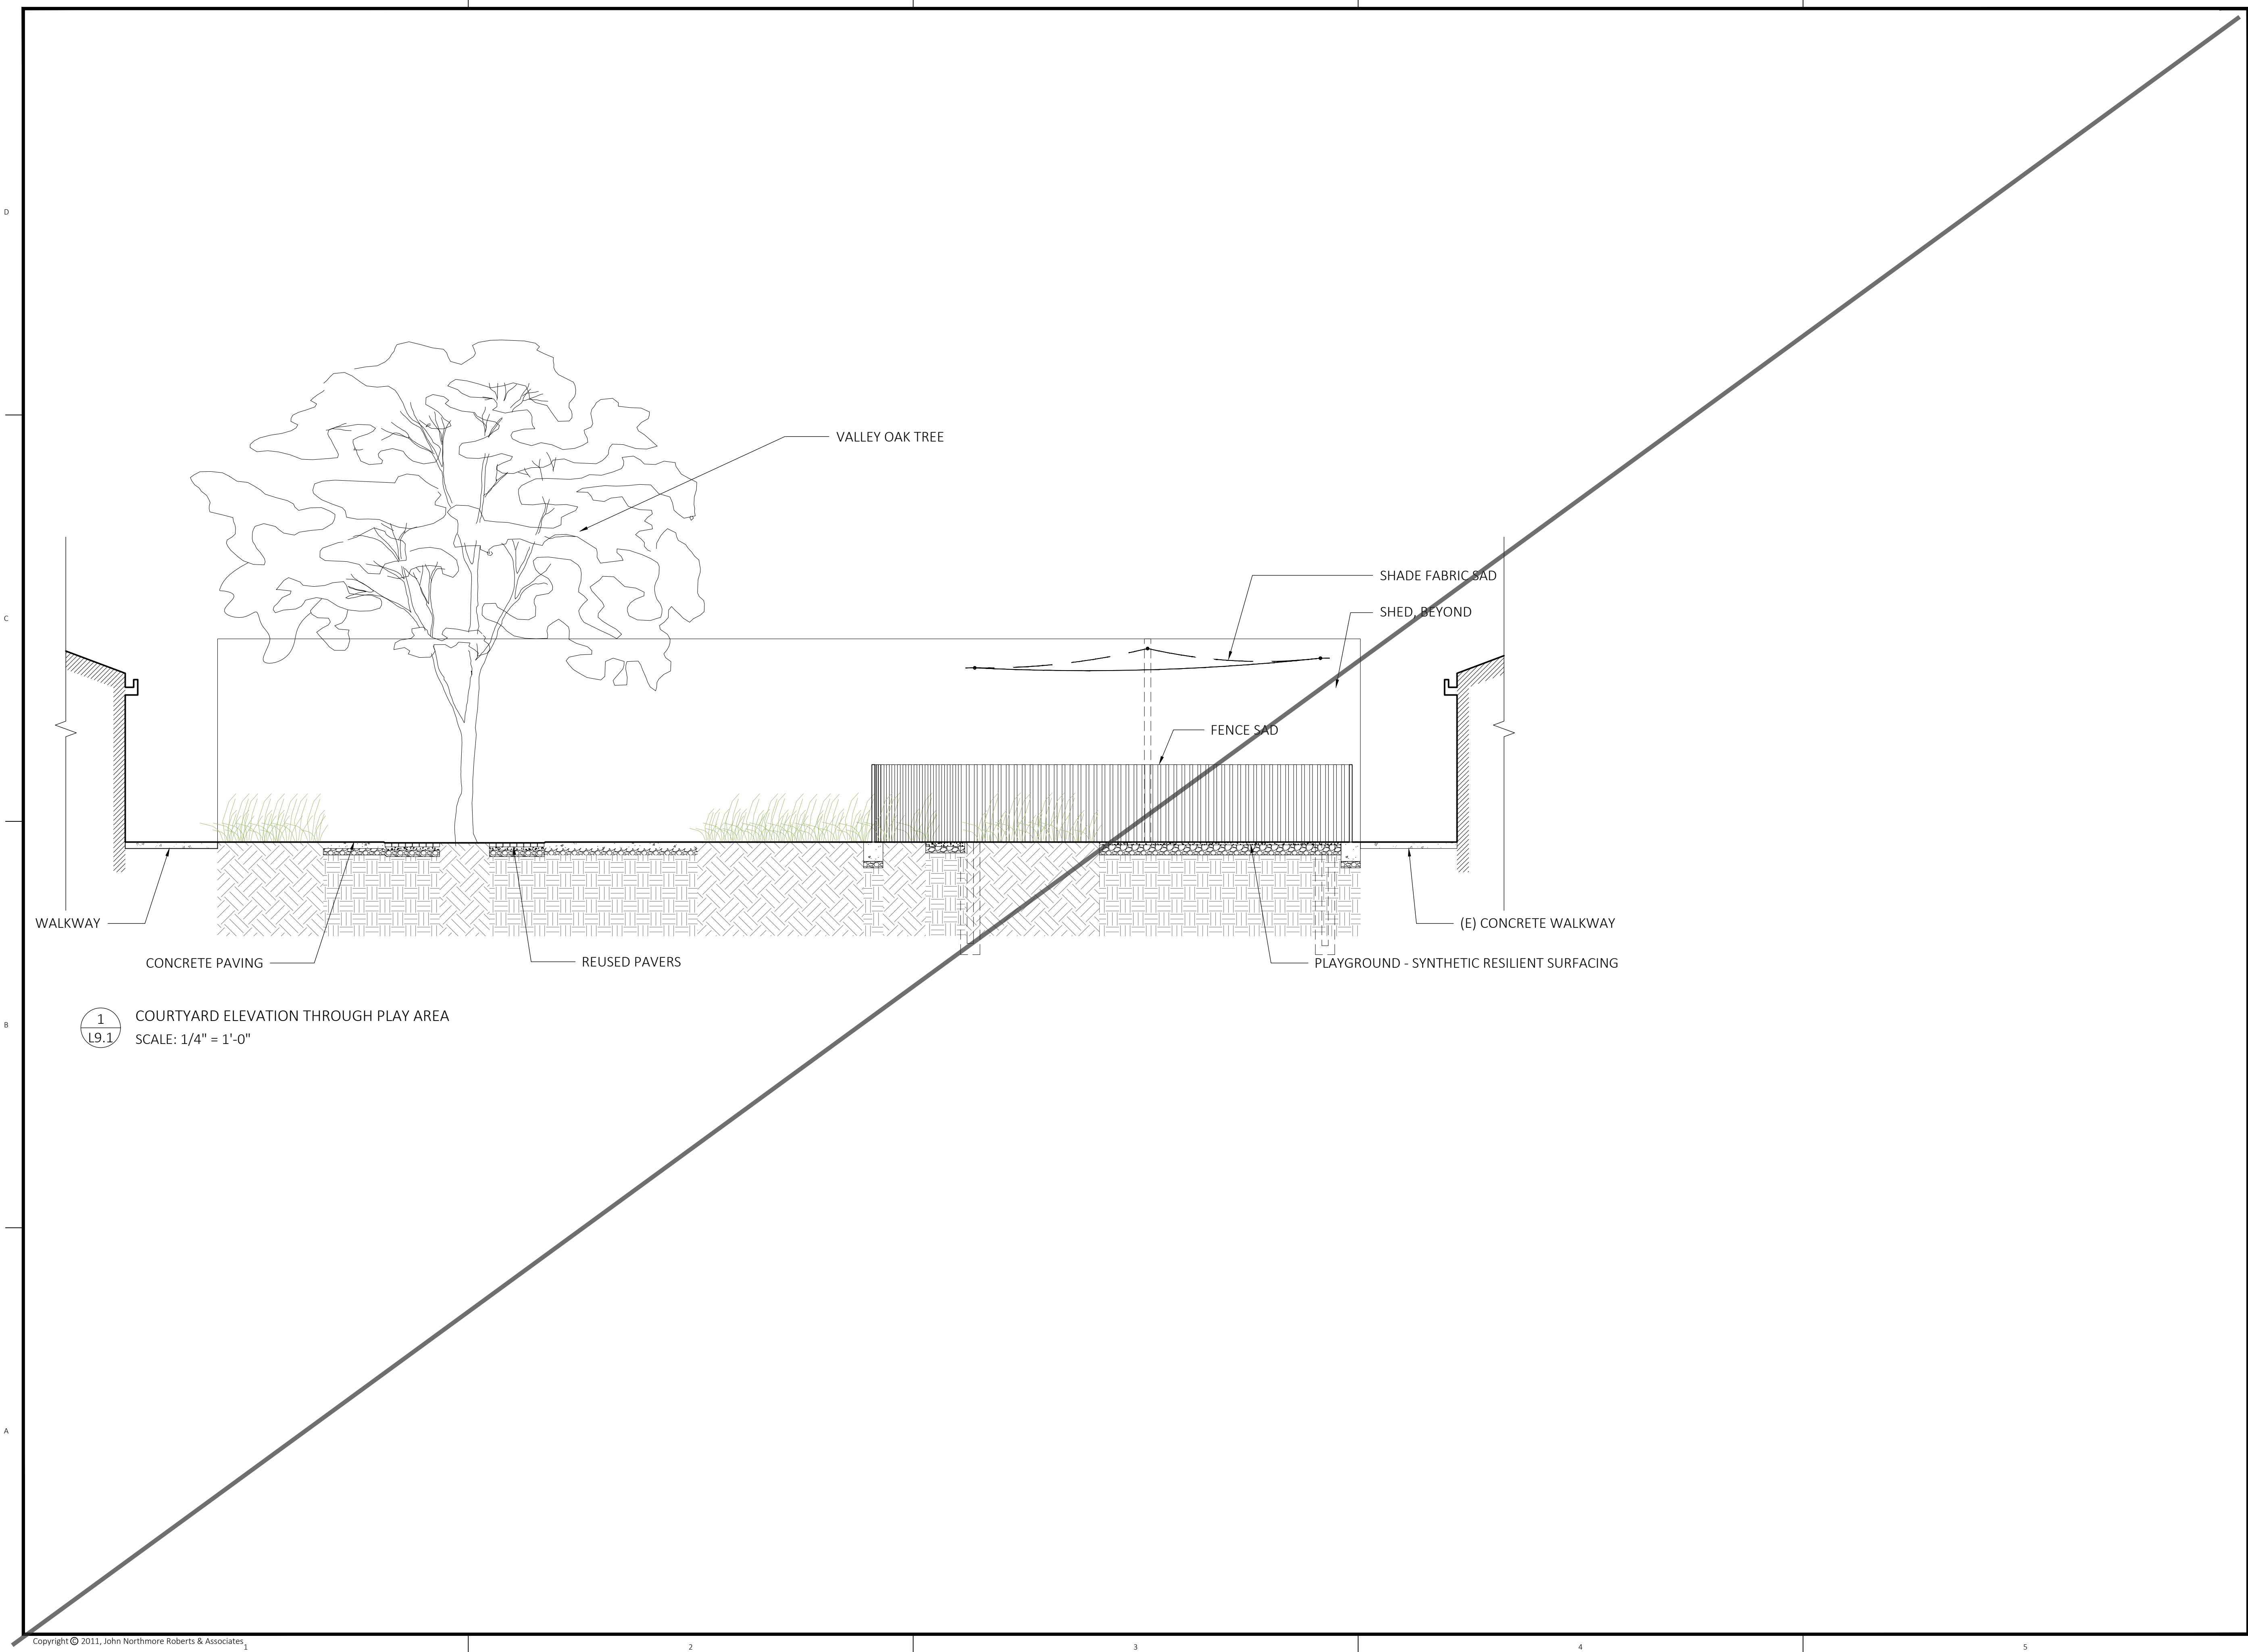 D
VALLEY OAK TREE
SHADE FABRIC SAD
C
SHED, BEYOND
FENCE SAD
WALKWAY
(E) CONCRETE WALKWAY
CONCRETE PAVING
REUSED PAVERS
PLAYGROUND - SYNTHETIC RESILIENT SURFACING
1
L9.1
COURTYARD ELEVATION THROUGH PLAY AREA
SCALE: 1/4" = 1'-0"
B
A
Copyright © 2011, John Northmore Roberts & Associates
1
2
3
4
5